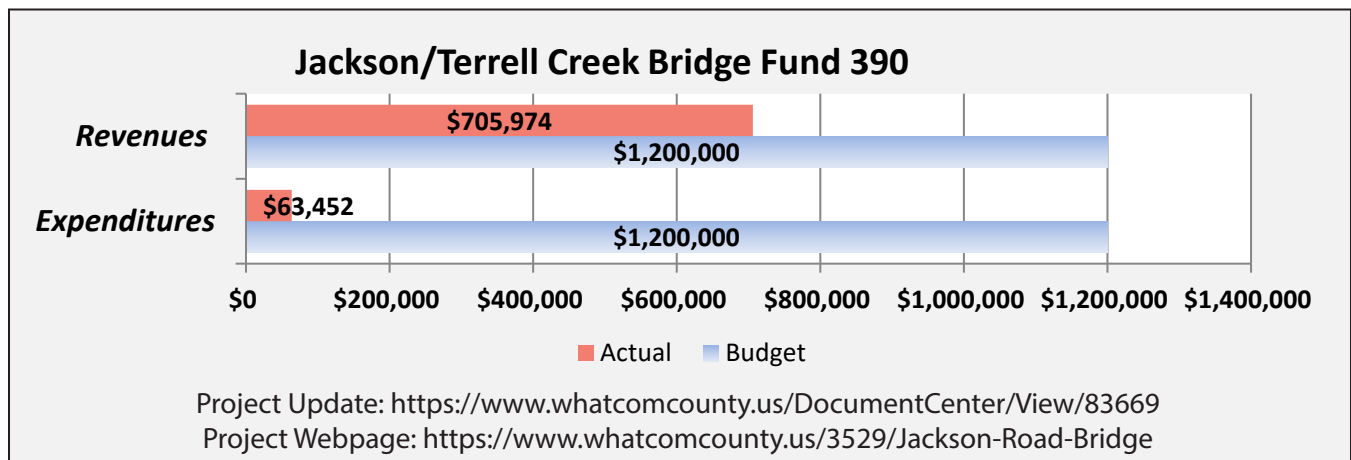 Jackson/Terrell Creek Bridge Fund 390
Revenues
$705,974
$1,200,000
Expenditures
$63,452
$1,200,000
$0 $200,000 $400,000 $600,000 $800,000 $1,000,000 $1,200,000 $1,400,000
Actual Budget
Project Update: https://www.whatcomcounty.us/DocumentCenter/View/83669
Project Webpage: https://www.whatcomcounty.us/3529/Jackson-Road-Bridge